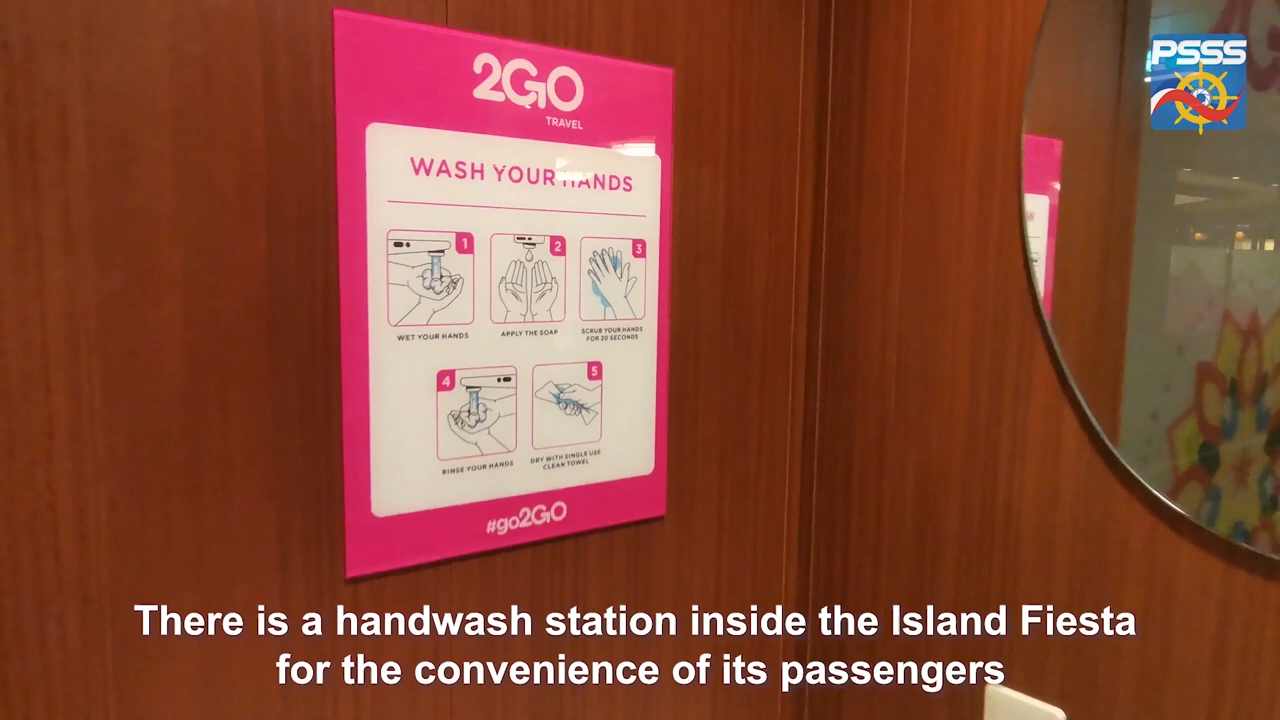 PSSS
2GO
TRAVEL
WASH YOUR HANDS
1
2
3
WET YOUR HANDS
APPLY THE SOAP
SCRUB YOUR HANDS
FOR 20 SECONDS
4
5
RINSE YOUR HANDS
DRY WITH SINGLE USE
CLEAN TOWEL
#go2GO
There is a handwash station inside the Island Fiesta
for the convenience of its passengers